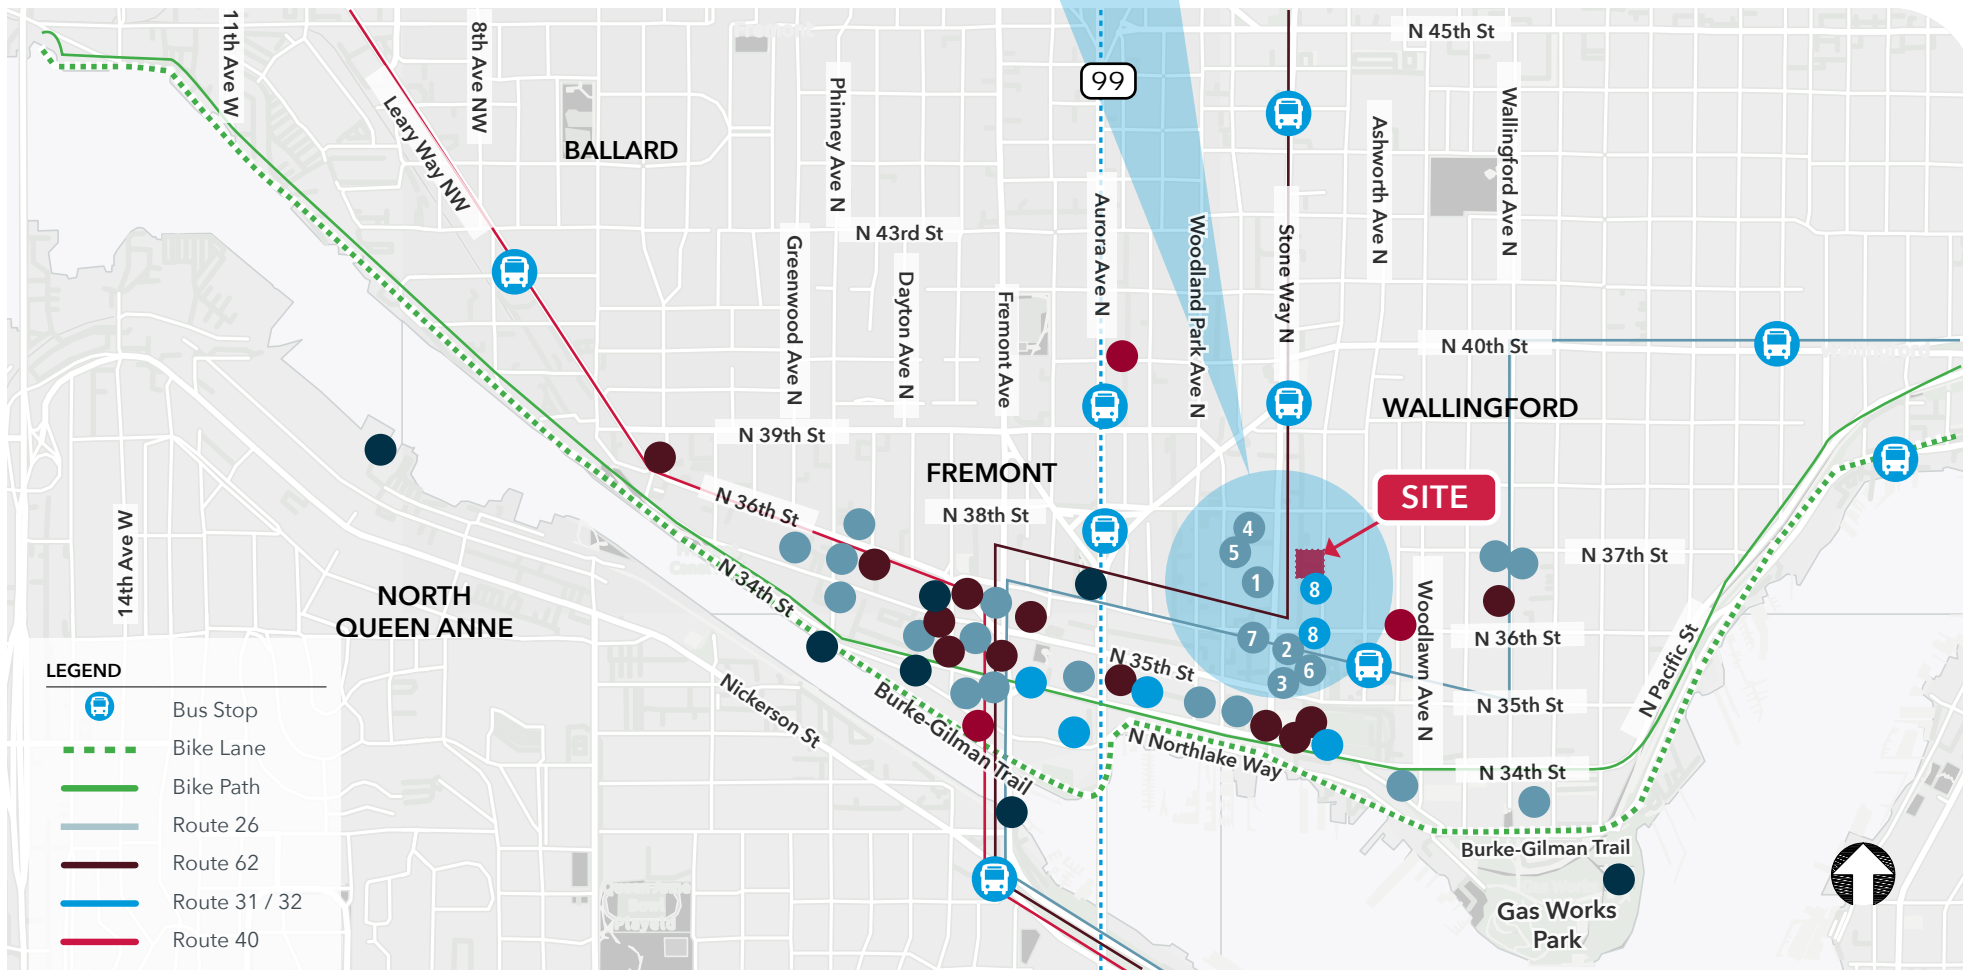 11th Ave W
8th Ave NW
Leary Way NW
BALLARD
Phinney Ave N
Greenwood Ave N
N 43rd St
Dayton Ave N
Fremont Ave
99
Aurora Ave N
Woodland Park Ave N
Stone Way N
Ashworth Ave N
Wallingford Ave N
N 45th St
N 40th St
WALLINGFORD
N 39th St
FREMONT
N 38th St
N 36th St
SITE
N 37th St
N 36th St
N 35th St
N 35th St
Woodlawn Ave N
N Pacific St
N 34th St
N 34th St
N Northlake Way
Burke-Gilman Trail
Burke-Gilman Trail
Gas Works
Park
Nickerson St
14th Ave W
NORTH
QUEEN ANNE
4
5
1
8
8
7
2
6
3
LEGEND
Bus Stop
Bike Lane
Bike Path
Route 26
Route 62
Route 31 / 32
Route 40